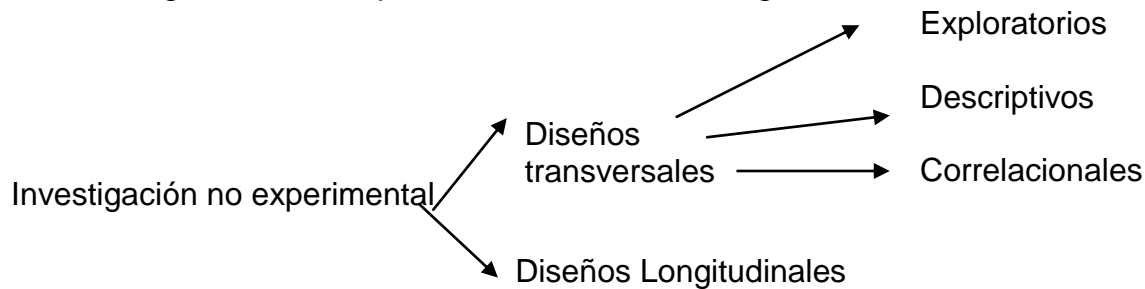 Exploratorios
Descriptivos
Diseños
transversales
Correlacionales
Investigación no experimental
Diseños Longitudinales